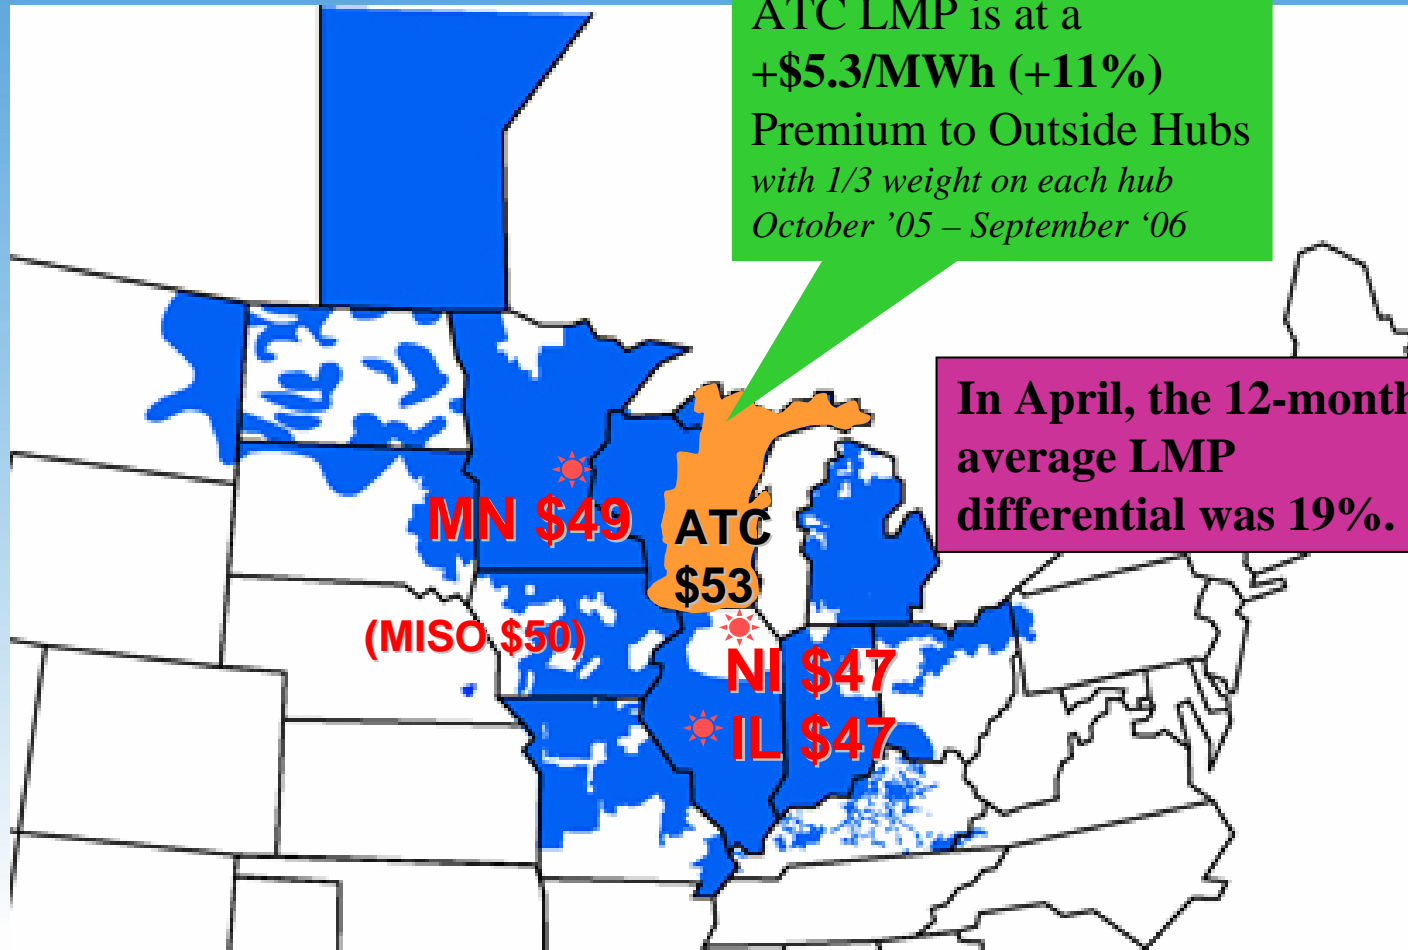 ATC LMP is at a
+$5.3/MWh (+11%)
Premium to Outside Hubs
with 1/3 weight on each hub
October ’05 – September ‘06
In April, the 12-month
average LMP
differential was 19%.
MN $49
ATC
$53
(MISO $50)
NI $47
IL $47